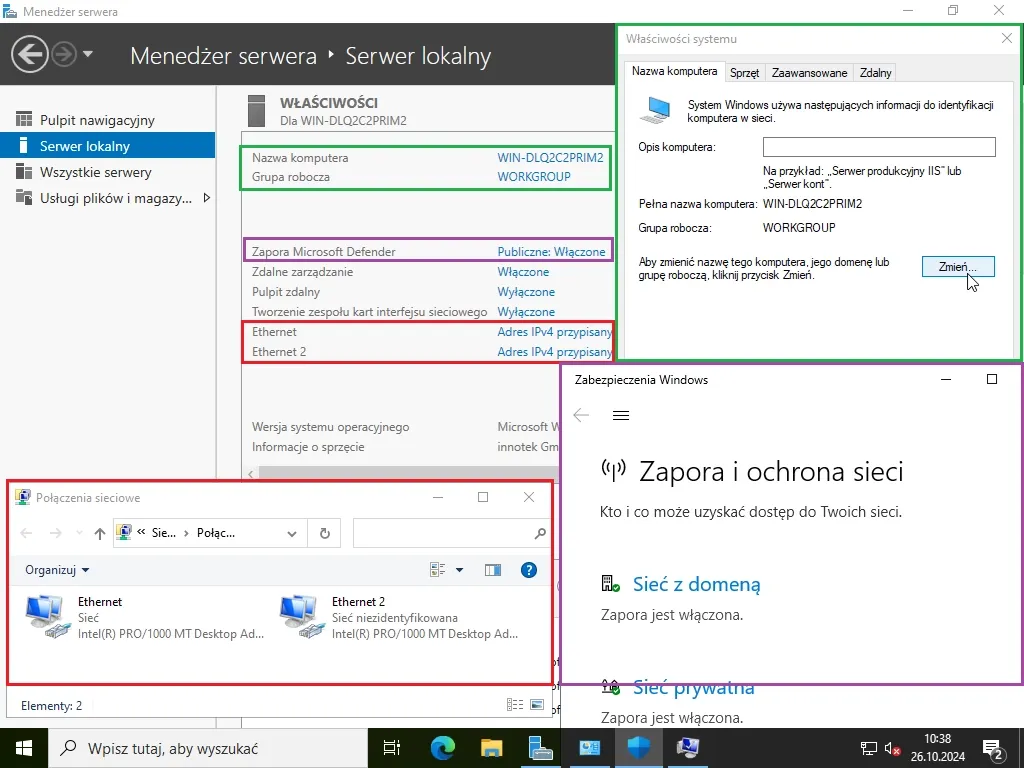 Menedżer serwera
Menedżer serwera ‣ Serwer lokalny
Pulpit nawigacyjny
Serwer lokalny
Wszystkie serwery
Usługi plików i magazy...
WŁAŚCIWOŚCI
Dla WIN-DLQ2C2PRIM2
Nazwa komputera WIN-DLQ2C2PRIM2
Grupa robocza WORKGROUP
Zapora Microsoft Defender Publiczne: Włączone
Zdalne zarządzanie Włączone
Pulpit zdalny Wyłączone
Tworzenie zespołu kart interfejsu sieciowego Wyłączone
Ethernet Adres IPv4 przypisany
Ethernet 2 Adres IPv4 przypisany
Wersja systemu operacyjnego Microsoft W
Informacje o sprzęcie innotek Gm
Właściwości systemu
Nazwa komputera Sprzęt Zaawansowane Zdalny
System Windows używa następujących informacji do identyfikacji
komputera w sieci.
Opis komputera:
Na przykład: „Serwer produkcyjny IIS” lub
„Serwer kont”.
Pełna nazwa komputera: WIN-DLQ2C2PRIM2
Grupa robocza: WORKGROUP
Aby zmienić nazwę tego komputera, jego domenę lub
grupę roboczą, kliknij przycisk Zmień.
Zmień...
Zabezpieczenia Windows
Zapora i ochrona sieci
Kto i co może uzyskać dostęp do Twoich sieci.
Sieć z domeną
Zapora jest włączona.
Sieć prywatna
Zapora jest włączona.
Połączenia sieciowe
« Sie... › Połąc...
Organizuj
Ethernet
Sieć
Intel(R) PRO/1000 MT Desktop Ad...
Ethernet 2
Sieć niezidentyfikowana
Intel(R) PRO/1000 MT Desktop Ad...
Elementy: 2
Wpisz tutaj, aby wyszukać
10:38
26.10.2024
2